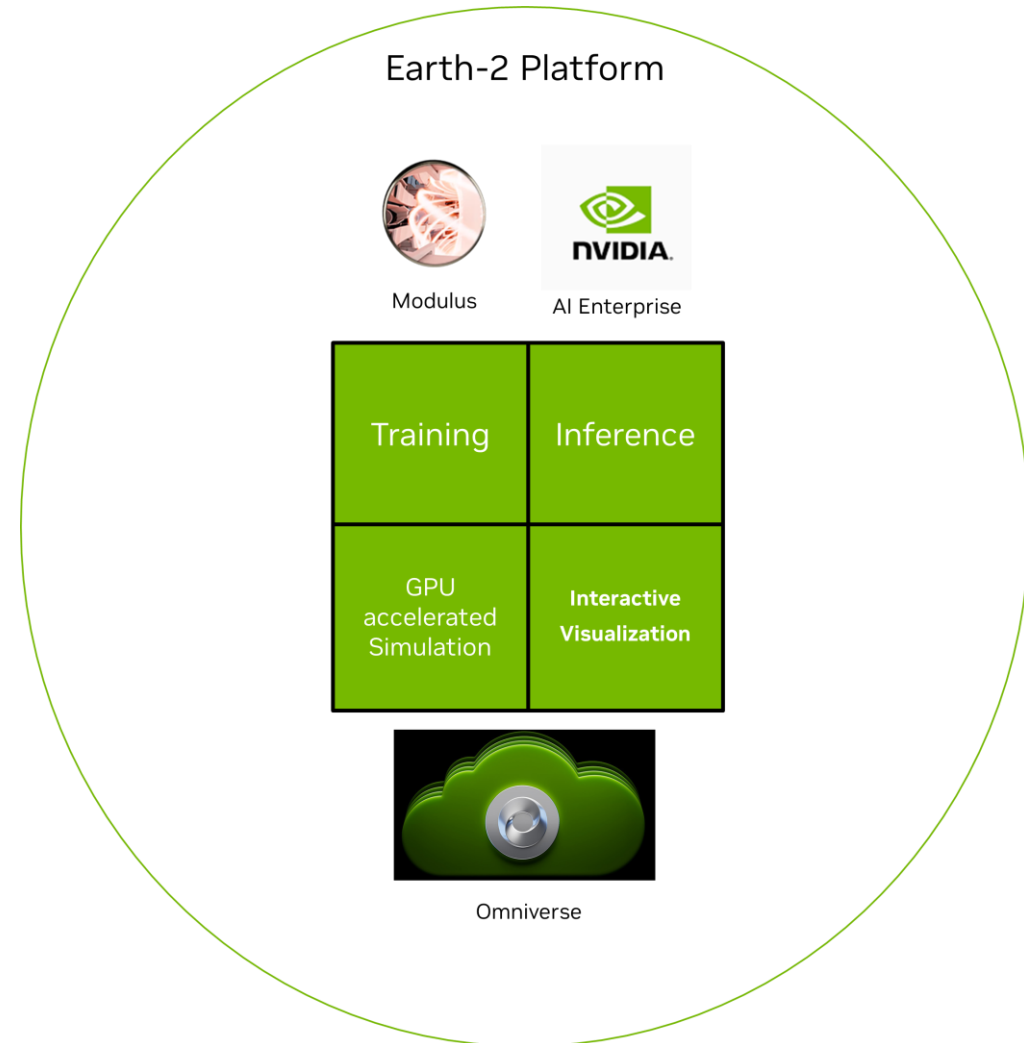 Earth-2 Platform
NVIDIA.
Modulus
AI Enterprise
Training
Inference
GPU
accelerated
Simulation
Interactive
Visualization
Omniverse